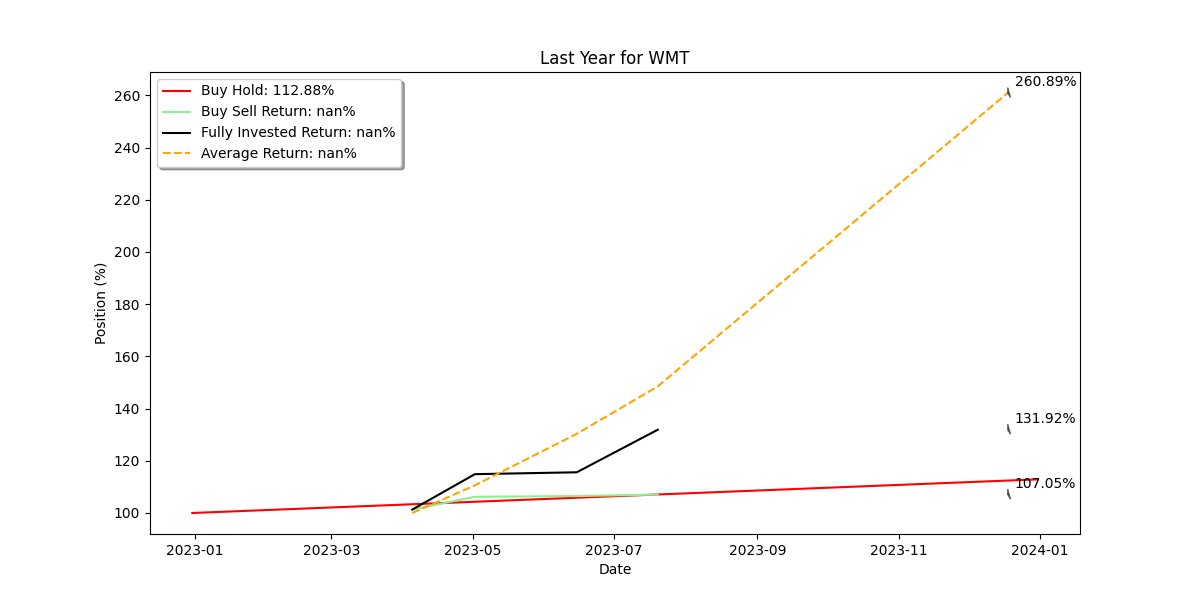 Last Year for WMT
Buy Hold: 112.88%
Buy Sell Return: nan%
Fully Invested Return: nan%
Average Return: nan%
260.89%
131.92%
107.05%
Position (%)
260
240
220
200
180
160
140
120
100
2023-01
2023-03
2023-05
2023-07
2023-09
2023-11
2024-01
Date